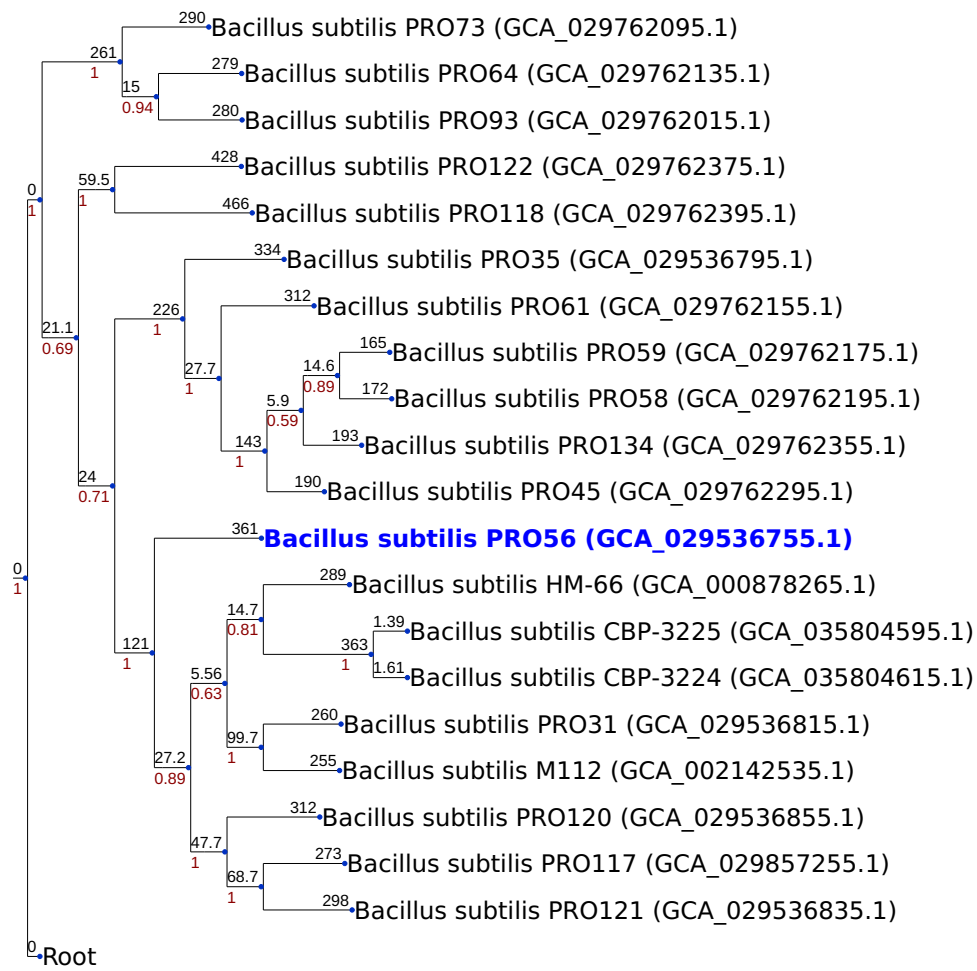 290 Bacillus subtilis PRO73 (GCA_029762095.1)
261
1
279 Bacillus subtilis PRO64 (GCA_029762135.1)
15
0.94
280 Bacillus subtilis PRO93 (GCA_029762015.1)
428 Bacillus subtilis PRO122 (GCA_029762375.1)
59.5
0
1
1
466 Bacillus subtilis PRO118 (GCA_029762395.1)
334 Bacillus subtilis PRO35 (GCA_029536795.1)
312 Bacillus subtilis PRO61 (GCA_029762155.1)
226
1
21.1
0.69
165 Bacillus subtilis PRO59 (GCA_029762175.1)
14.6
27.7
0.89
1
172 Bacillus subtilis PRO58 (GCA_029762195.1)
5.9
0.59
193 Bacillus subtilis PRO134 (GCA_029762355.1)
143
1
24
0.71
190 Bacillus subtilis PRO45 (GCA_029762295.1)
361 Bacillus subtilis PRO56 (GCA_029536755.1)
0
1
289 Bacillus subtilis HM-66 (GCA_000878265.1)
14.7
0.81
1.39 Bacillus subtilis CBP-3225 (GCA_035804595.1)
121
1
363
1
1.61 Bacillus subtilis CBP-3224 (GCA_035804615.1)
5.56
0.63
260 Bacillus subtilis PRO31 (GCA_029536815.1)
99.7
1
27.2
0.89
255 Bacillus subtilis M112 (GCA_002142535.1)
312 Bacillus subtilis PRO120 (GCA_029536855.1)
47.7
1
273 Bacillus subtilis PRO117 (GCA_029857255.1)
68.7
1
298 Bacillus subtilis PRO121 (GCA_029536835.1)
0 Root